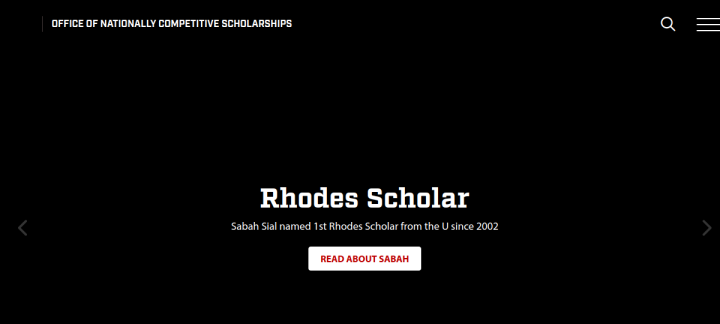 OFFICE OF NATIONALLY COMPETITIVE SCHOLARSHIPS
Rhodes Scholar
Sabah Sial named 1st Rhodes Scholar from the U since 2002
READ ABOUT SABAH